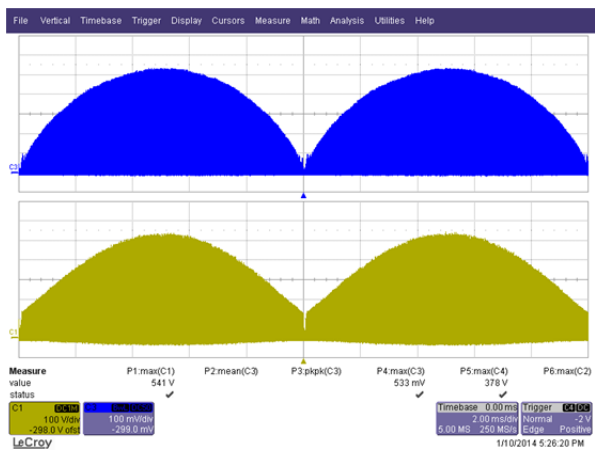 File Vertical Timebase Trigger Display Cursors Measure Math Analysis Utilities Help
C3
C1
Measure P1:max(C1) P2:mean(C3) P3:pkpk(C3) P4:max(C3) P5:max(C4) P6:max(C2)
value 541 V 533 mV 378 V
status
C1 DC1M
100 V/div
-298.0 V ofst
100 mV/div
-299.0 mV
Timebase 0.00 ms
2.00 ms/div
5.00 MS 250 MS/s
Trigger C4 DC
Normal -2 V
Edge Positive
LeCroy
1/10/2014 5:26:20 PM